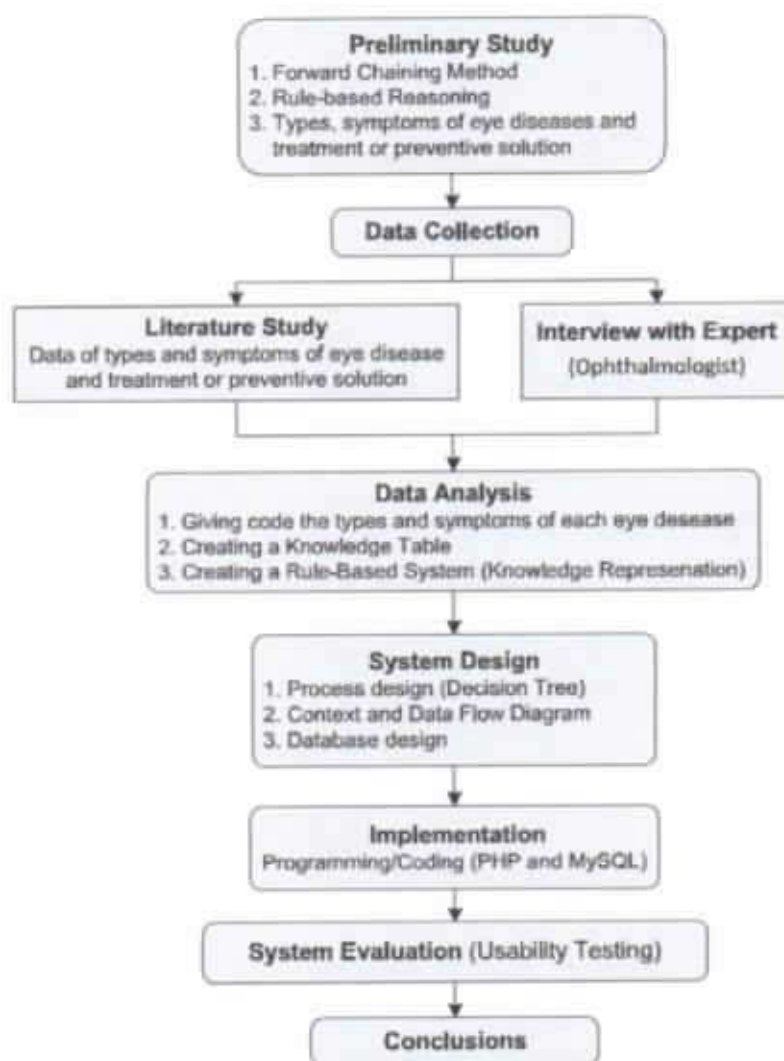 Preliminary Study
1. Forward Chaining Method
2. Rule-based Reasoning
3. Types, symptoms of eye diseases and
treatment or preventive solution
Data Collection
Literature Study
Data of types and symptoms of eye disease
and treatment or preventive solution
Interview with Expert
(Ophthalmologist)
Data Analysis
1. Giving code the types and symptoms of each eye desease
2. Creating a Knowledge Table
3. Creating a Rule-Based System (Knowledge Represenation)
System Design
1. Process design (Decision Tree)
2. Context and Data Flow Diagram
3. Database design
Implementation
Programming/Coding (PHP and MySQL)
System Evaluation (Usability Testing)
Conclusions